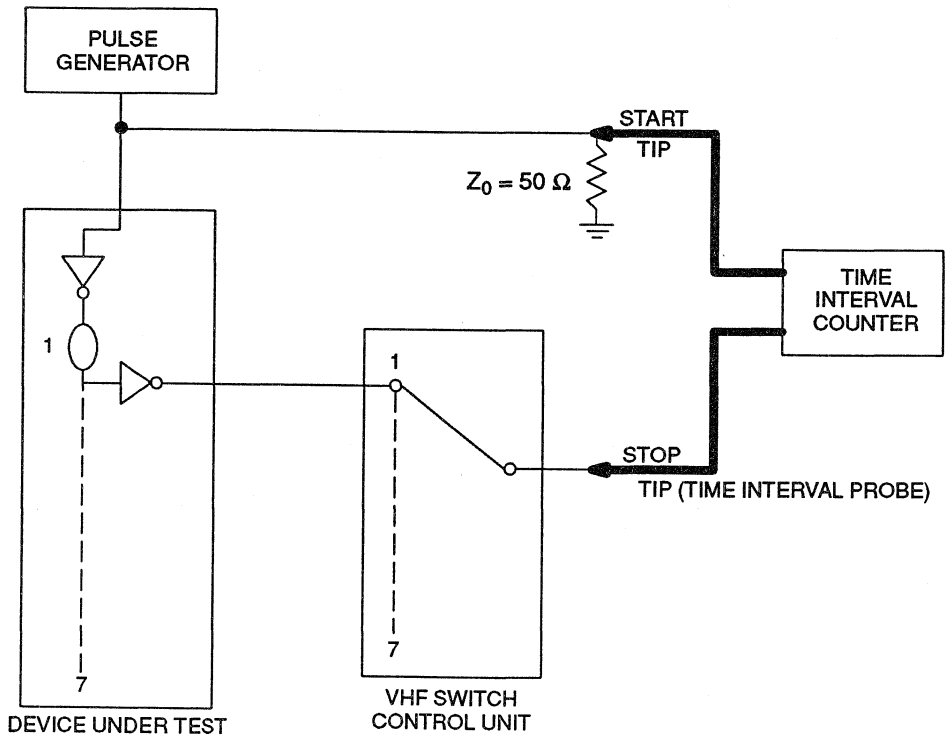 PULSE
GENERATOR
START
TIP
Z₀ = 50 Ω
TIME
INTERVAL
COUNTER
1
1
STOP
TIP (TIME INTERVAL PROBE)
7
7
DEVICE UNDER TEST
VHF SWITCH
CONTROL UNIT